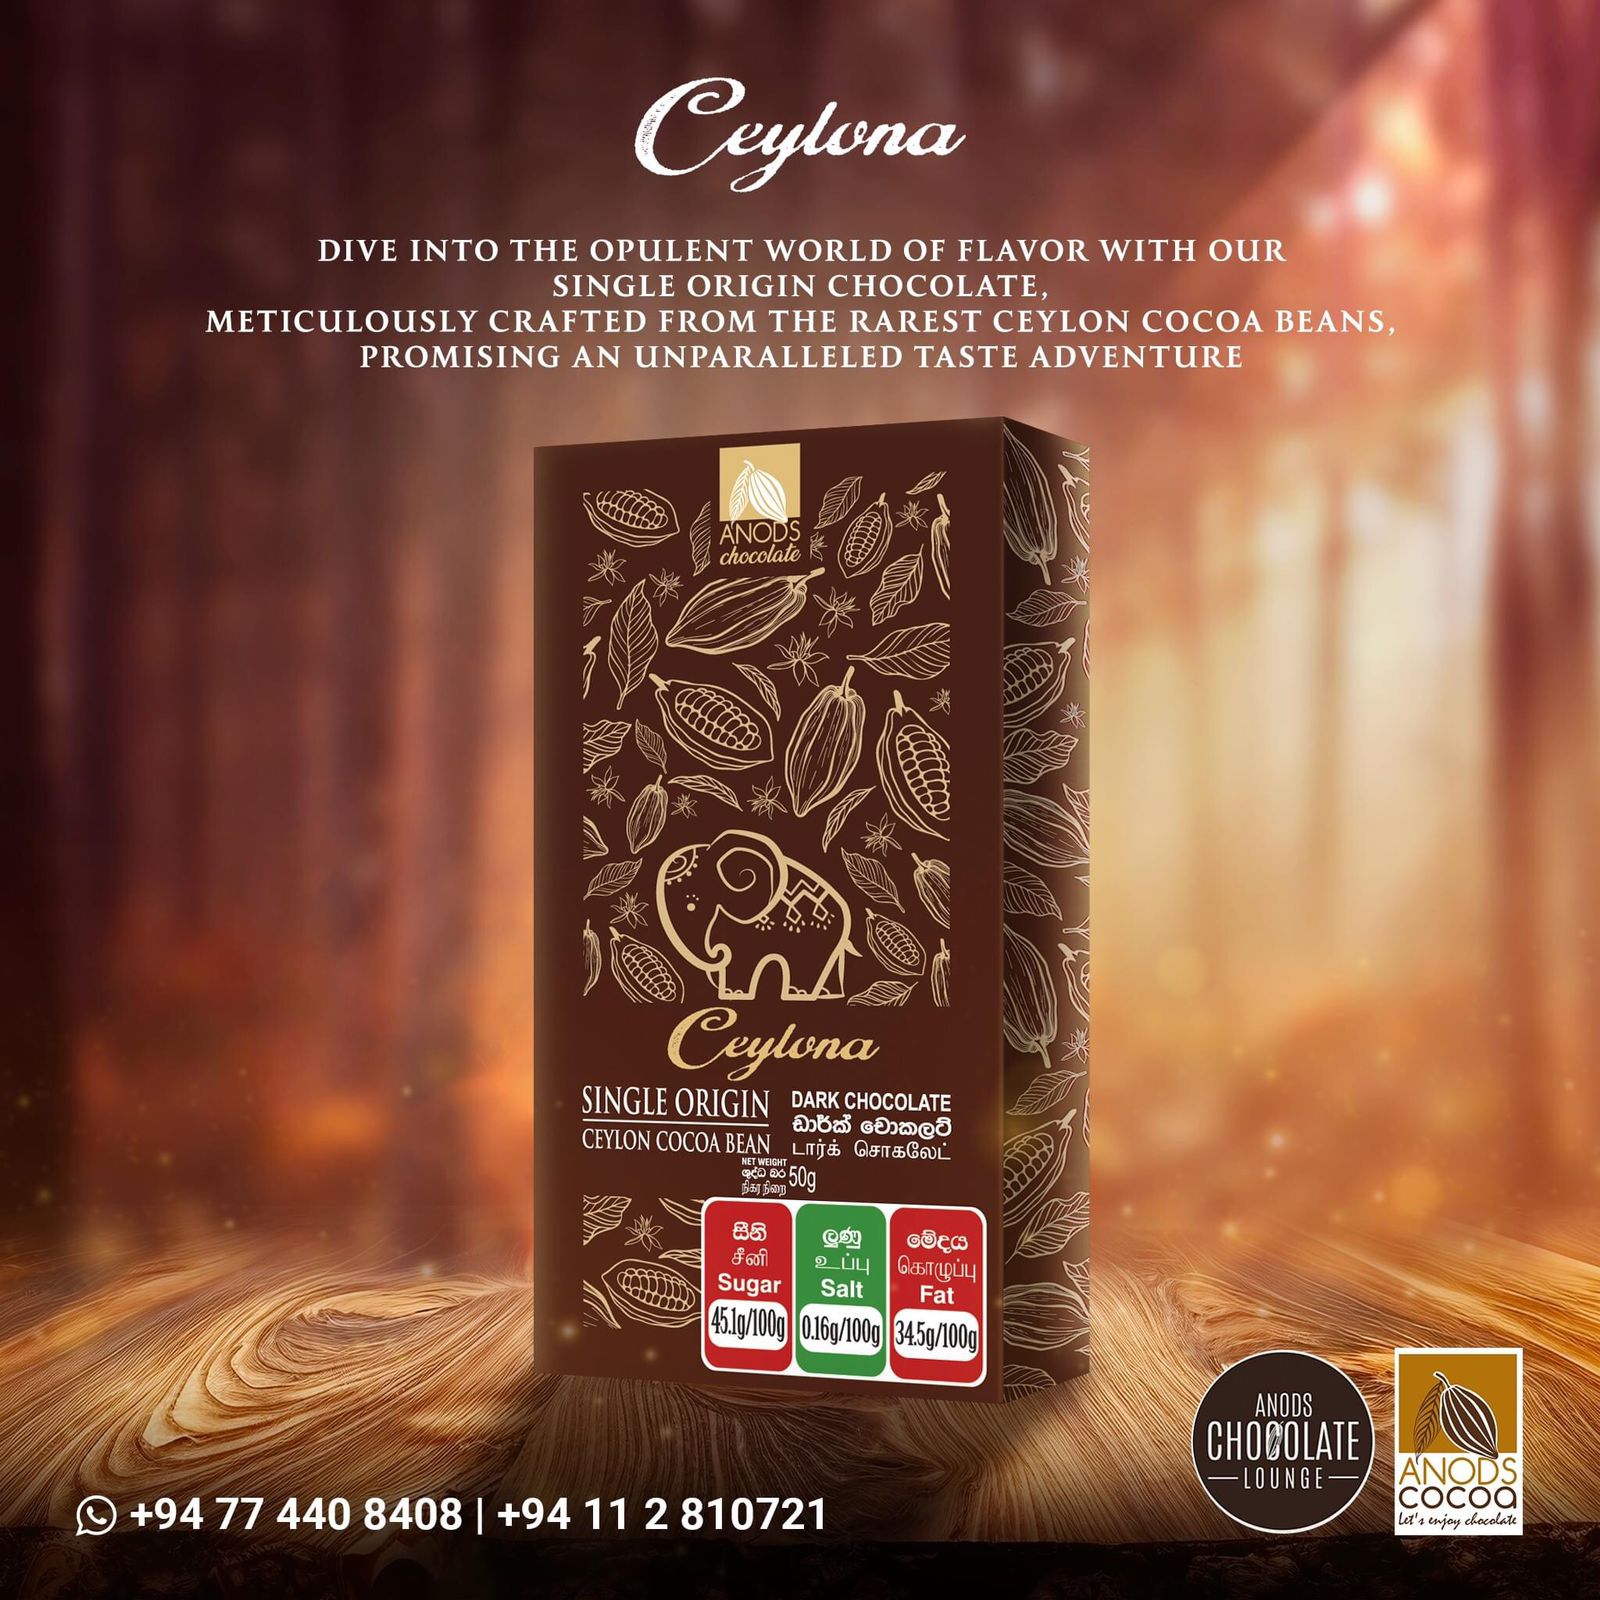 Ceylona
DIVE INTO THE OPULENT WORLD OF FLAVOR WITH OUR
SINGLE ORIGIN CHOCOLATE,
METICULOUSLY CRAFTED FROM THE RAREST CEYLON COCOA BEANS,
PROMISING AN UNPARALLELED TASTE ADVENTURE
ANODS
chocolate
Ceylona
SINGLE ORIGIN
CEYLON COCOA BEAN
DARK CHOCOLATE
ඩාර්ක් චොකලට්
டார்க் சொகலேட்
NET WEIGHT
ශුද්ධ බර
நிகர நிறை
50g
සීනි
சீனி
Sugar
45.1g/100g
ලුණු
உப்பு
Salt
0.16g/100g
මේදය
கொழுப்பு
Fat
34.5g/100g
ANODS
CHOCOLATE
LOUNGE
ANODS
COCOA
Let's enjoy chocolate
+94 77 440 8408 | +94 11 2 810721